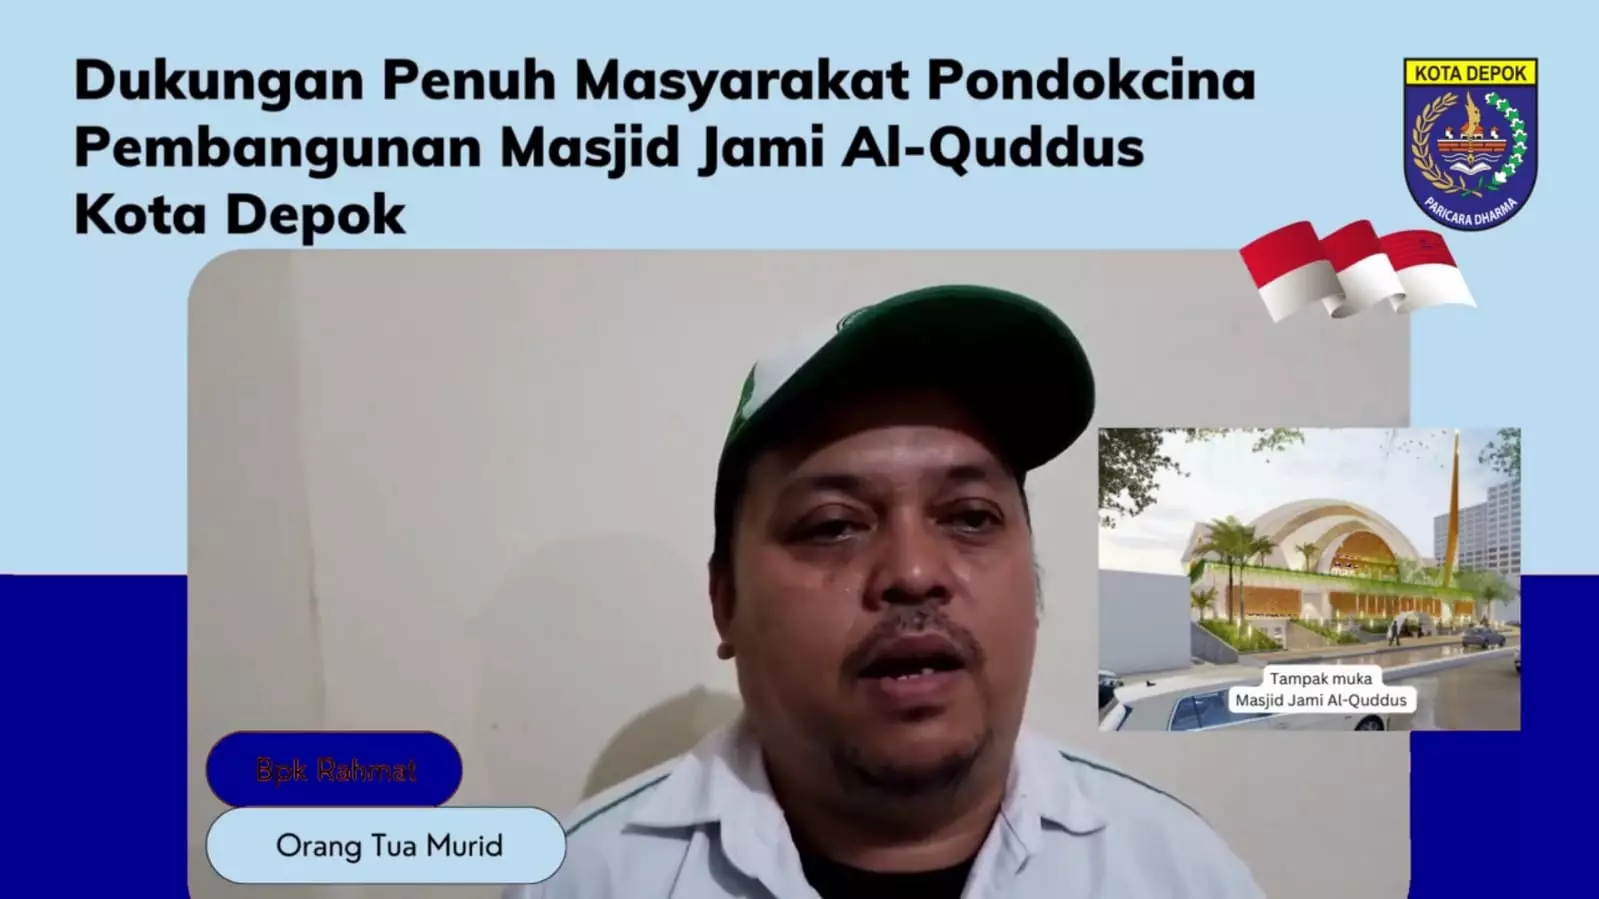 Dukungan Penuh Masyarakat Pondokcina
Pembangunan Masjid Jami Al-Quddus
Kota Depok
KOTA DEPOK
PARICARA DHARMA
Tampak muka
Masjid Jami Al-Quddus
Bpk Rahmat
Orang Tua Murid